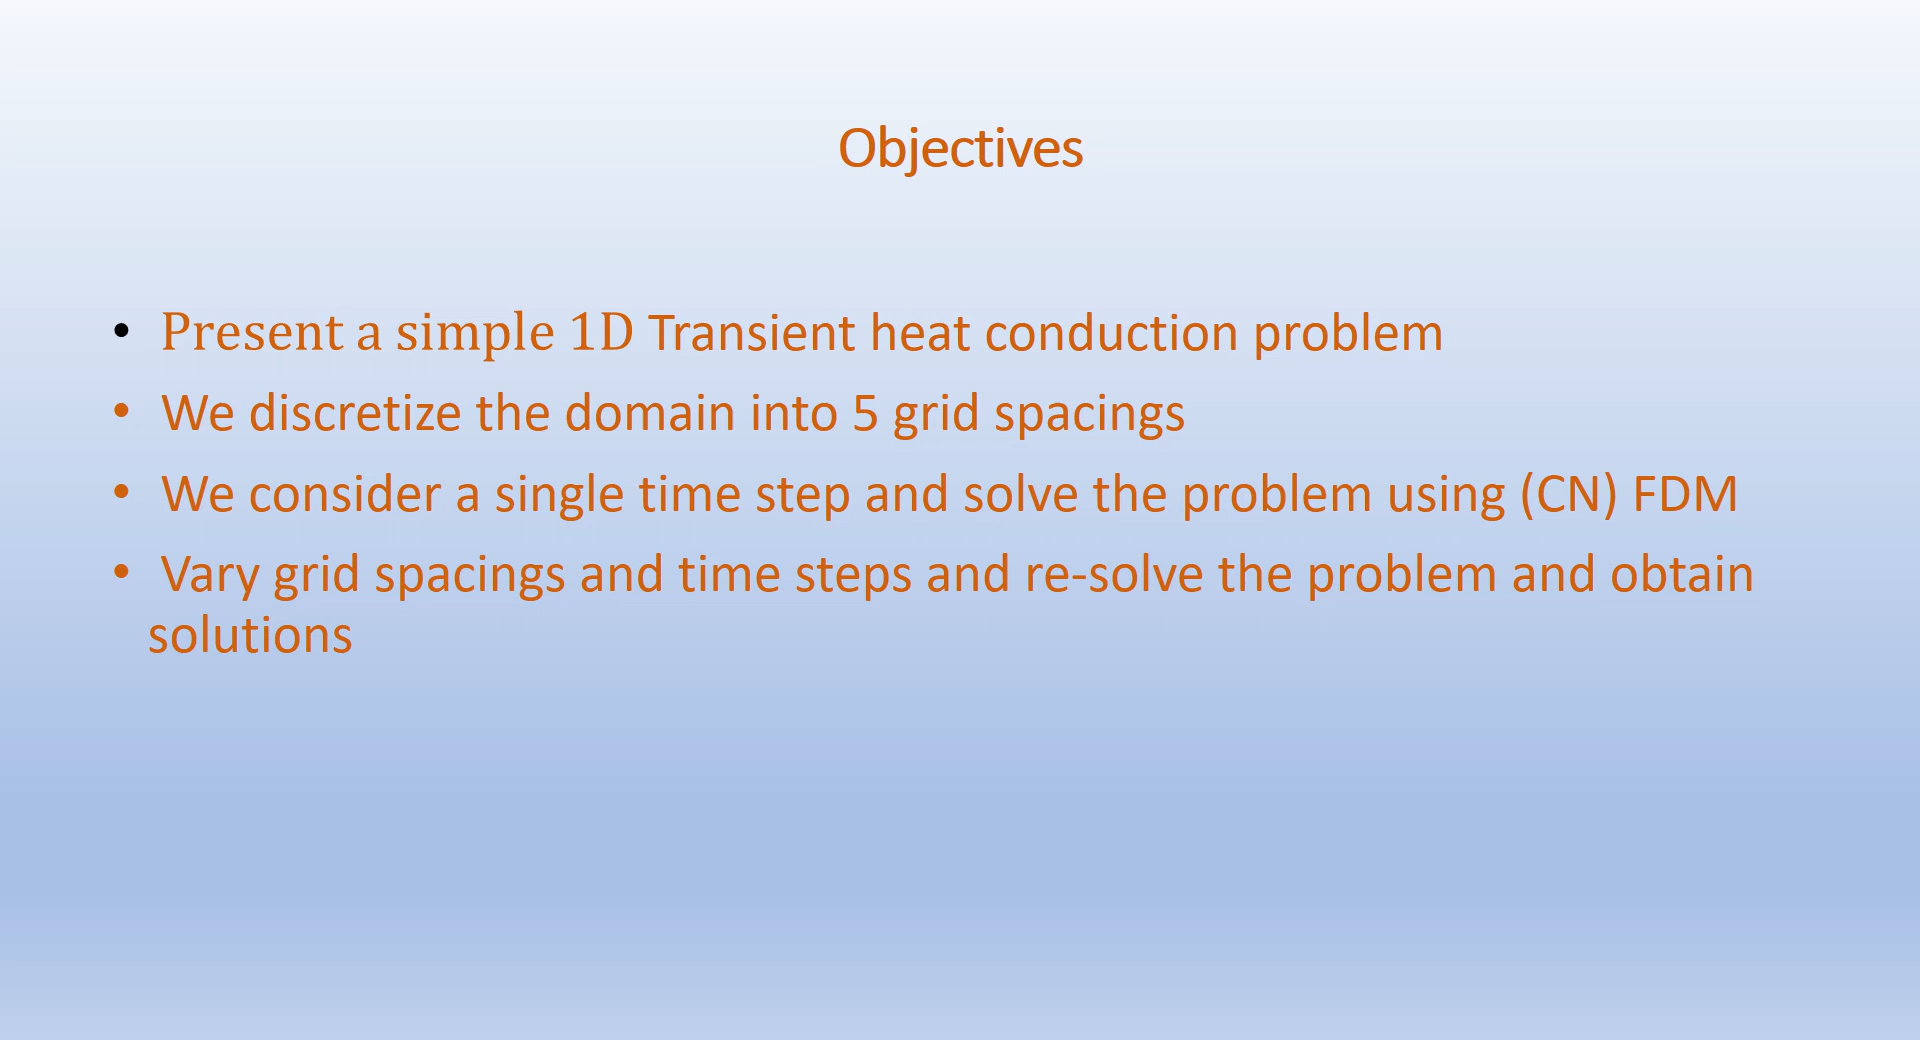 Objectives
• Present a simple 1D Transient heat conduction problem
• We discretize the domain into 5 grid spacings
• We consider a single time step and solve the problem using (CN) FDM
• Vary grid spacings and time steps and re-solve the problem and obtain
solutions